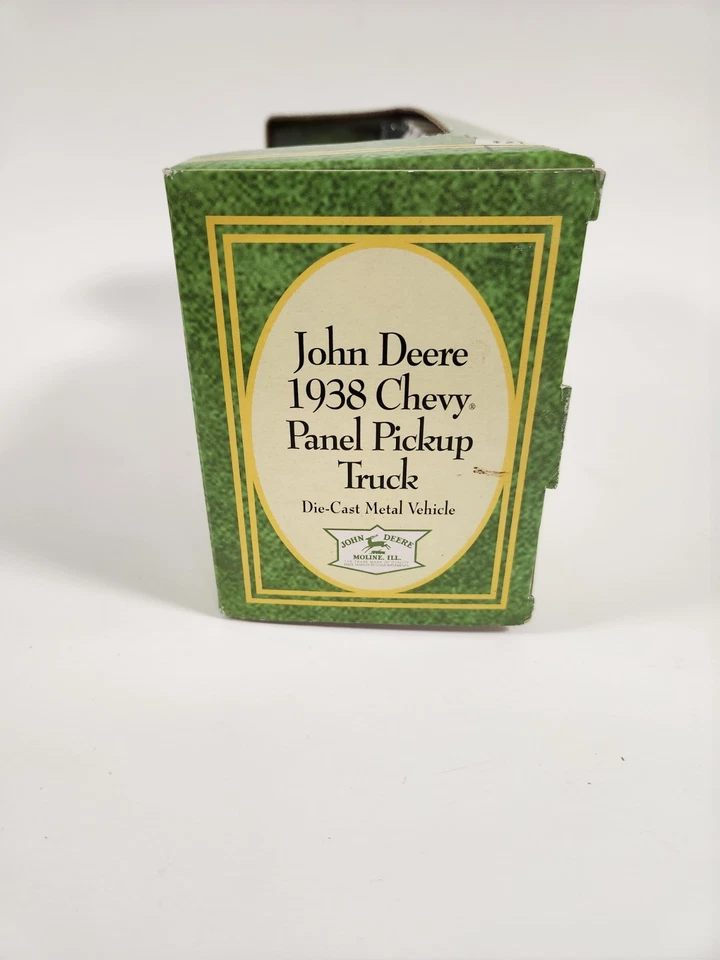 John Deere
1938 Chevy®
Panel Pickup
Truck
Die-Cast Metal Vehicle
JOHN DEERE
MOLINE, ILL.